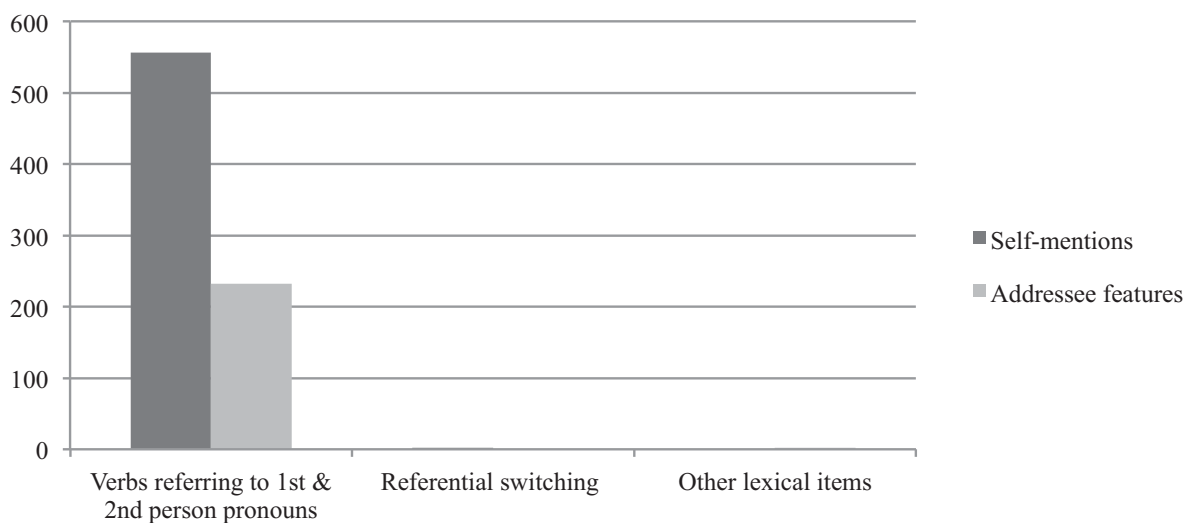 600
500
400
300
200
100
0
Verbs referring to 1st &
2nd person pronouns
Referential switching
Other lexical items
Self-mentions
Addressee features